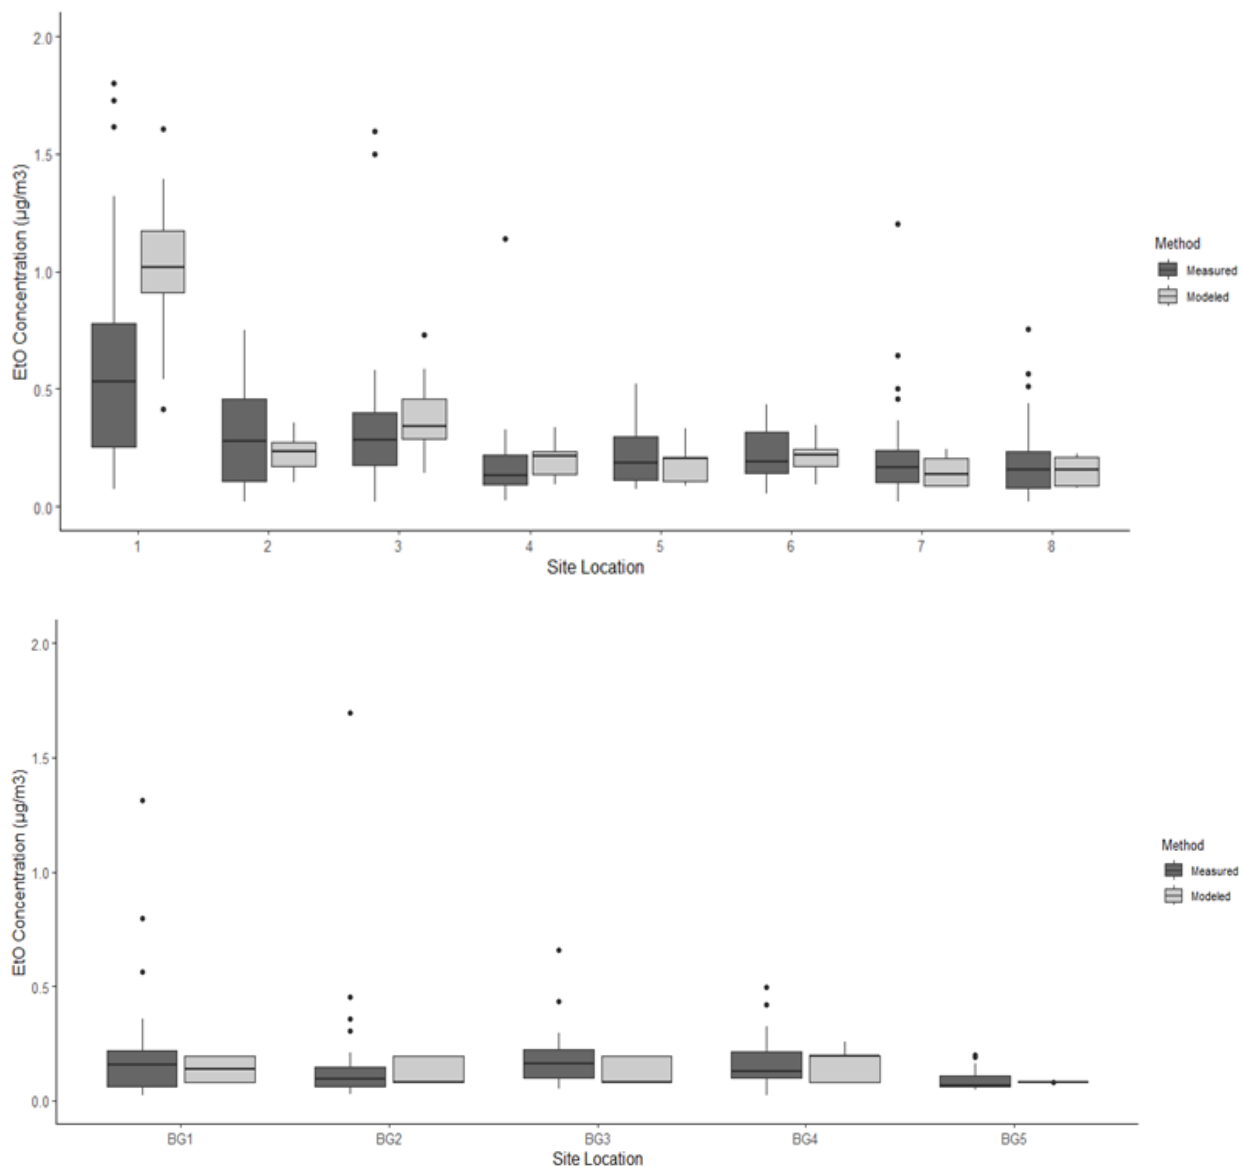 2.0
1.5
1.0
0.5
0.0
EtO Concentration (µg/m3)
1 2 3 4 5 6 7 8
Site Location
Method
Measured
Modeled
2.0
1.5
1.0
0.5
0.0
EtO Concentration (µg/m3)
BG1 BG2 BG3 BG4 BG5
Site Location
Method
Measured
Modeled